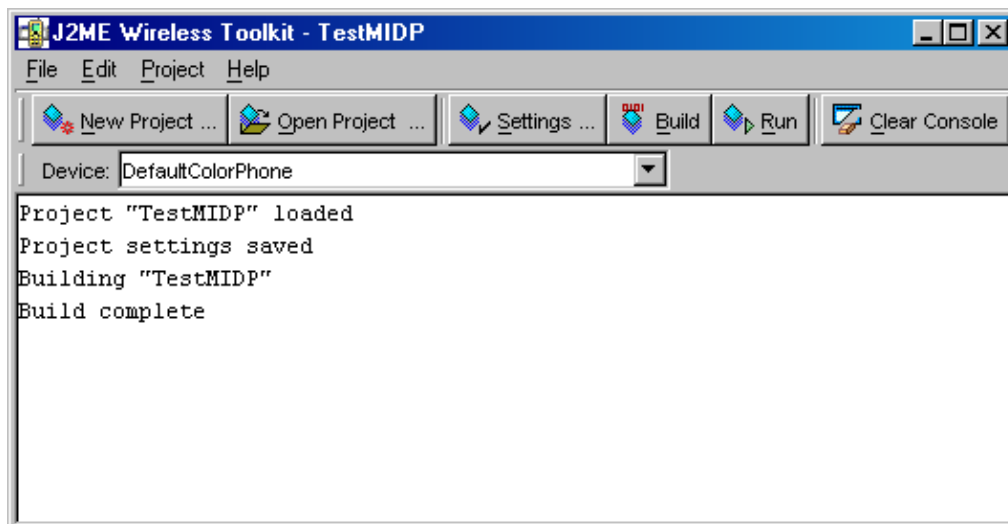 J2ME Wireless Toolkit - TestMIDP
File Edit Project Help
New Project ... Open Project ... Settings ... Build Run Clear Console
Device: DefaultColorPhone
Project "TestMIDP" loaded
Project settings saved
Building "TestMIDP"
Build complete